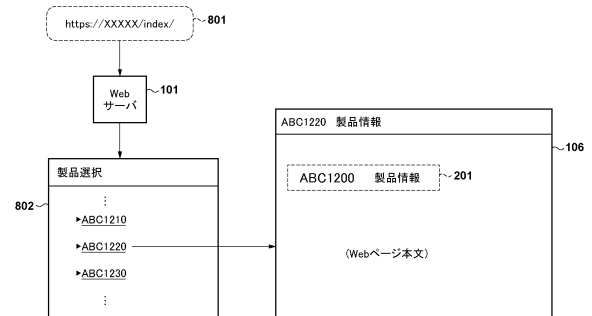 https://XXXXX/index/
801
Web
サーバ
101
製品選択
802
⋮
▶ABC1210
▶ABC1220
▶ABC1230
⋮
ABC1220 製品情報
106
ABC1200 製品情報
201
(Webページ本文)